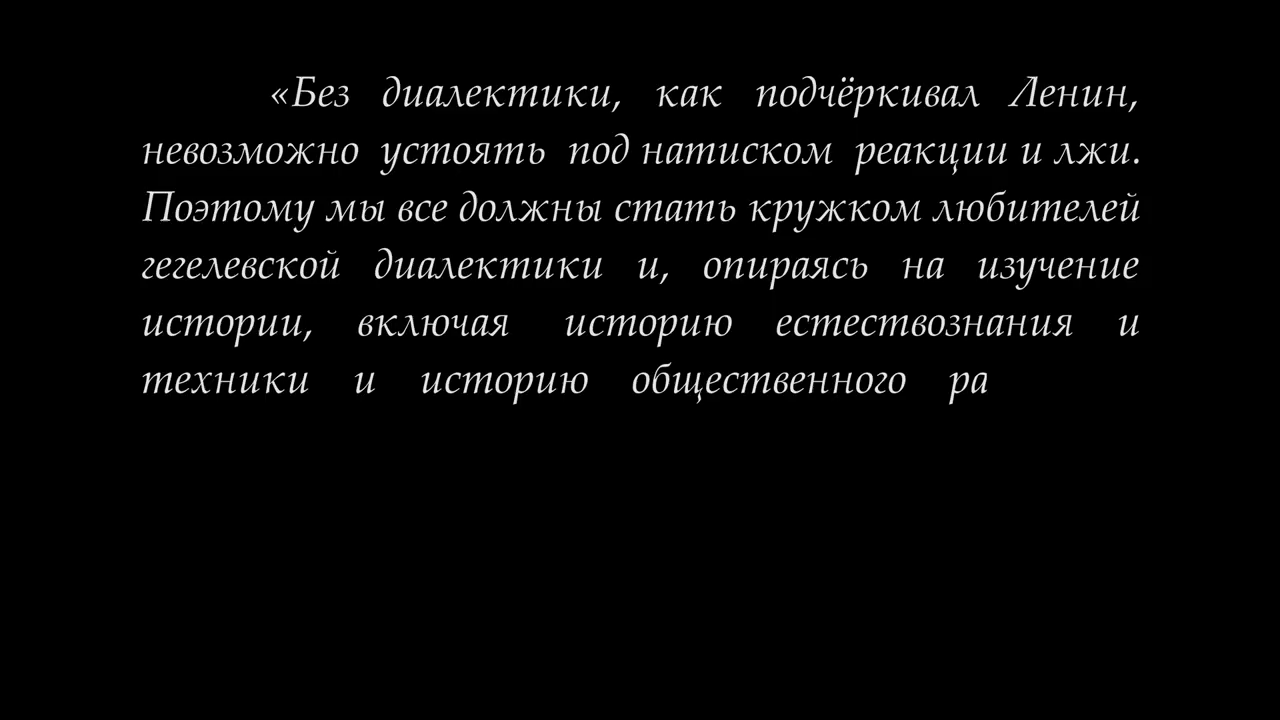 «Без диалектики, как подчёркивал Ленин,
невозможно устоять под натиском реакции и лжи.
Поэтому мы все должны стать кружком любителей
гегелевской диалектики и, опираясь на изучение
истории, включая историю естествознания и
техники и историю общественного ра